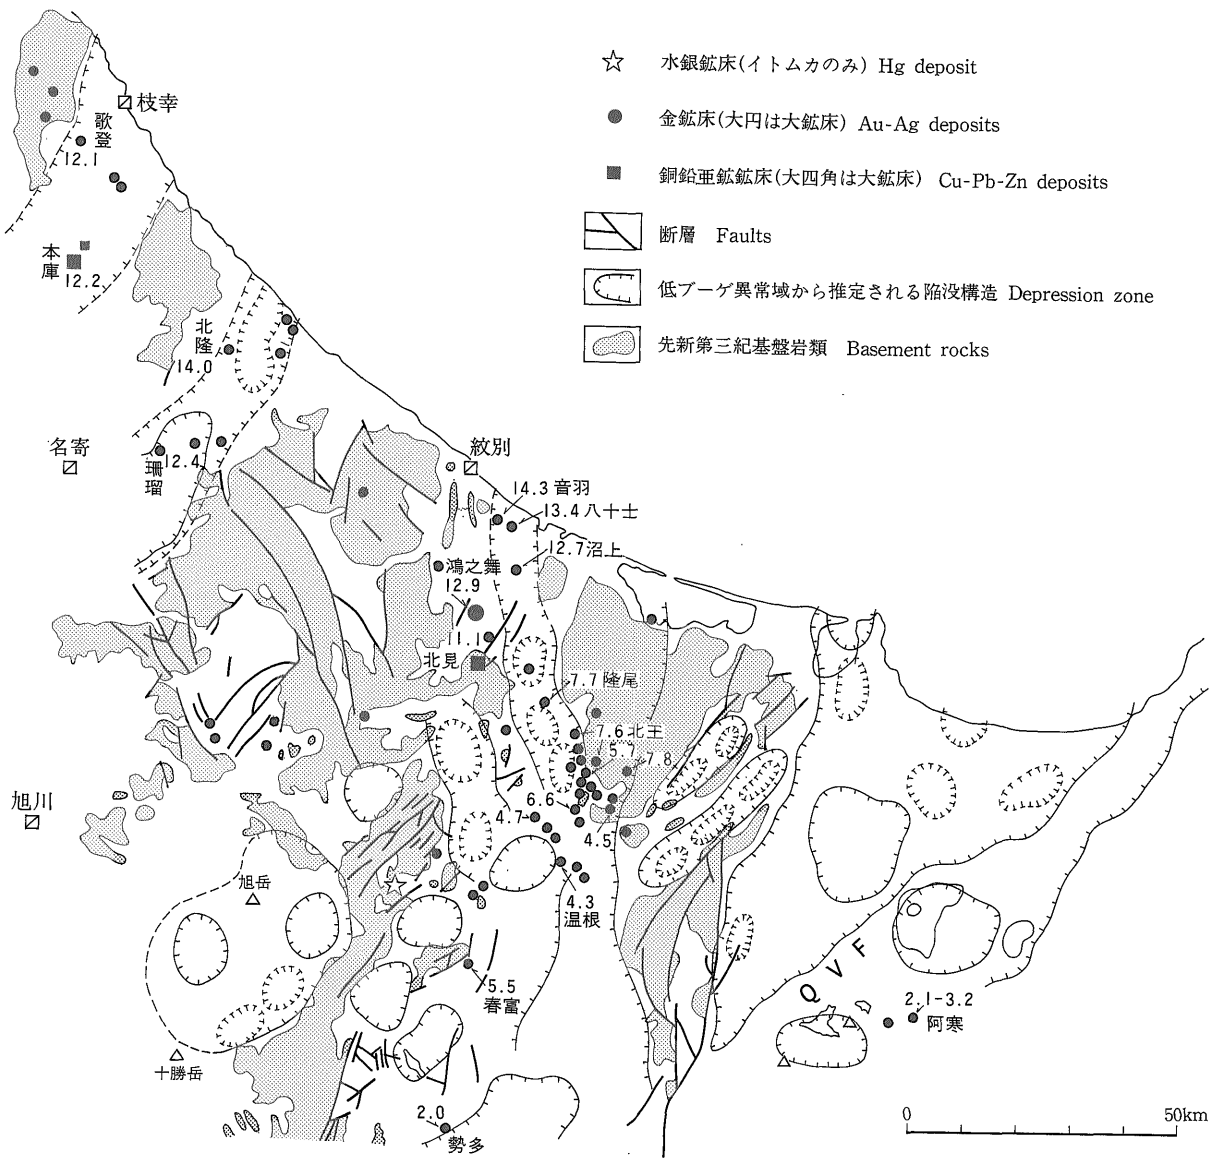 水銀鉱床(イトムカのみ) Hg deposit
金鉱床(大円は大鉱床) Au-Ag deposits
銅鉛亜鉱鉱床(大四角は大鉱床) Cu-Pb-Zn deposits
断層 Faults
低ブーゲ異常域から推定される陥没構造 Depression zone
先新第三紀基盤岩類 Basement rocks
枝幸
歌登
12.1
本庫
12.2
北隆
14.0
名寄
珊瑠
12.4
紋別
14.3 音羽
13.4 八十士
12.7 沼上
鴻之舞
12.9
11.1
北見
7.7 隆尾
7.6 北王
5.7
7.8
6.6
4.7
4.5
4.3
温根
旭川
旭岳
十勝岳
5.5
春富
2.0
勢多
Q V F
2.1-3.2
阿寒
0 50km